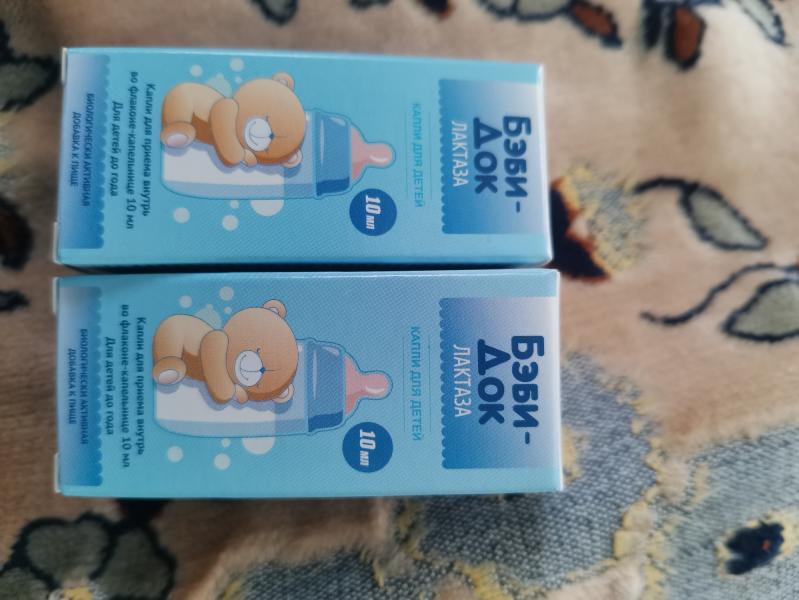 БЭБИ-
ДОК
ЛАКТАЗА
КАПЛИ ДЛЯ ДЕТЕЙ
10 мл
Капли для приема внутрь
во флаконе-капельнице 10 мл
Для детей до года
БИОЛОГИЧЕСКИ АКТИВНАЯ
ДОБАВКА К ПИЩЕ
БЭБИ-
ДОК
ЛАКТАЗА
КАПЛИ ДЛЯ ДЕТЕЙ
10 мл
Капли для приема внутрь
во флаконе-капельнице 10 мл
Для детей до года
БИОЛОГИЧЕСКИ АКТИВНАЯ
ДОБАВКА К ПИЩЕ